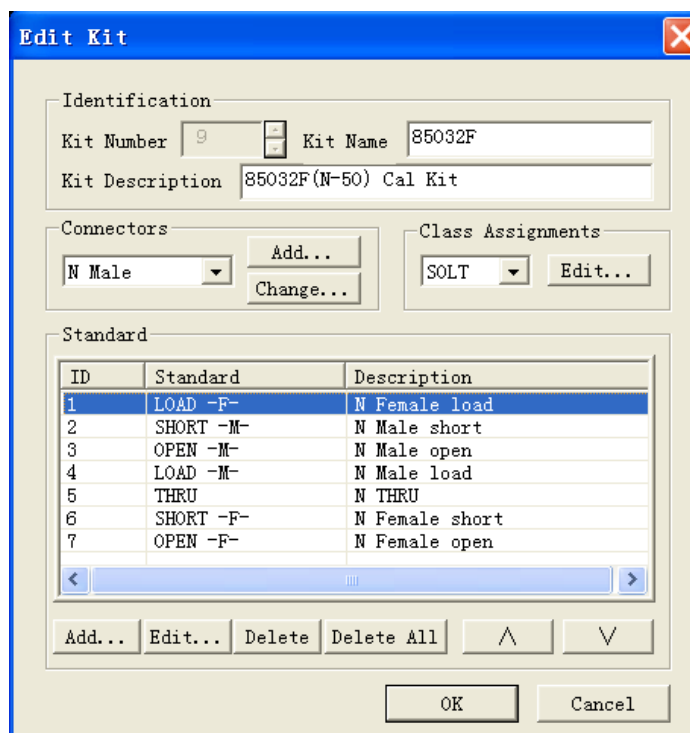 Edit Kit
Identification
Kit Number 9 Kit Name 85032F
Kit Description 85032F(N-50) Cal Kit
Connectors
N Male
Add...
Change...
Class Assignments
SOLT Edit...
Standard
ID Standard Description
1 LOAD -F- N Female load
2 SHORT -M- N Male short
3 OPEN -M- N Male open
4 LOAD -M- N Male load
5 THRU N THRU
6 SHORT -F- N Female short
7 OPEN -F- N Female open
Add... Edit... Delete Delete All
OK Cancel